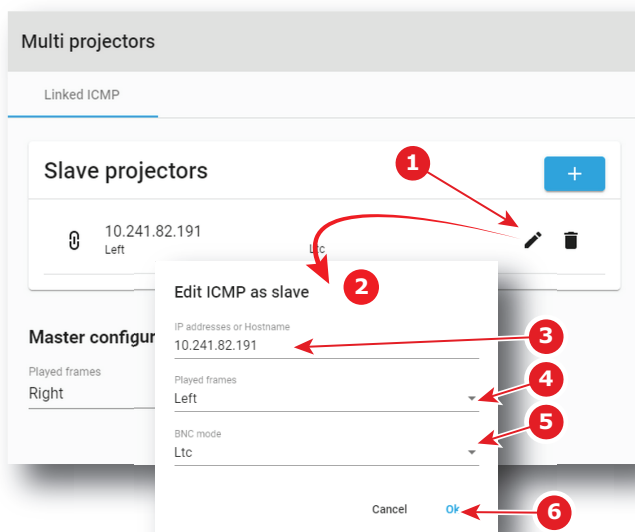 Multi projectors
Linked ICMP
Slave projectors
+
1
10.241.82.191
Left
Ltc
2
Edit ICMP as slave
IP addresses or Hostname
10.241.82.191
3
Master configur
Played frames
Right
Played frames
Left
4
BNC mode
Ltc
5
Cancel
Ok
6